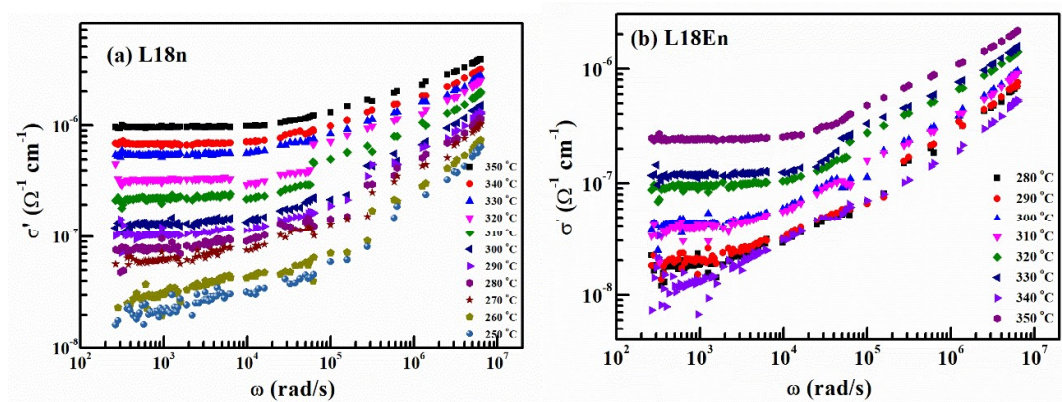 (a) L18n
σ' (Ω⁻¹ cm⁻¹)
10⁻⁶
10⁻⁷
10⁻⁸
350 °C
340 °C
330 °C
320 °C
310 °C
300 °C
290 °C
280 °C
270 °C
260 °C
250 °C
10² 10³ 10⁴ 10⁵ 10⁶ 10⁷
ω (rad/s)
(b) L18En
σ' (Ω⁻¹ cm⁻¹)
10⁻⁶
10⁻⁷
10⁻⁸
280 °C
290 °C
300 °C
310 °C
320 °C
330 °C
340 °C
350 °C
10² 10³ 10⁴ 10⁵ 10⁶ 10⁷
ω (rad/s)